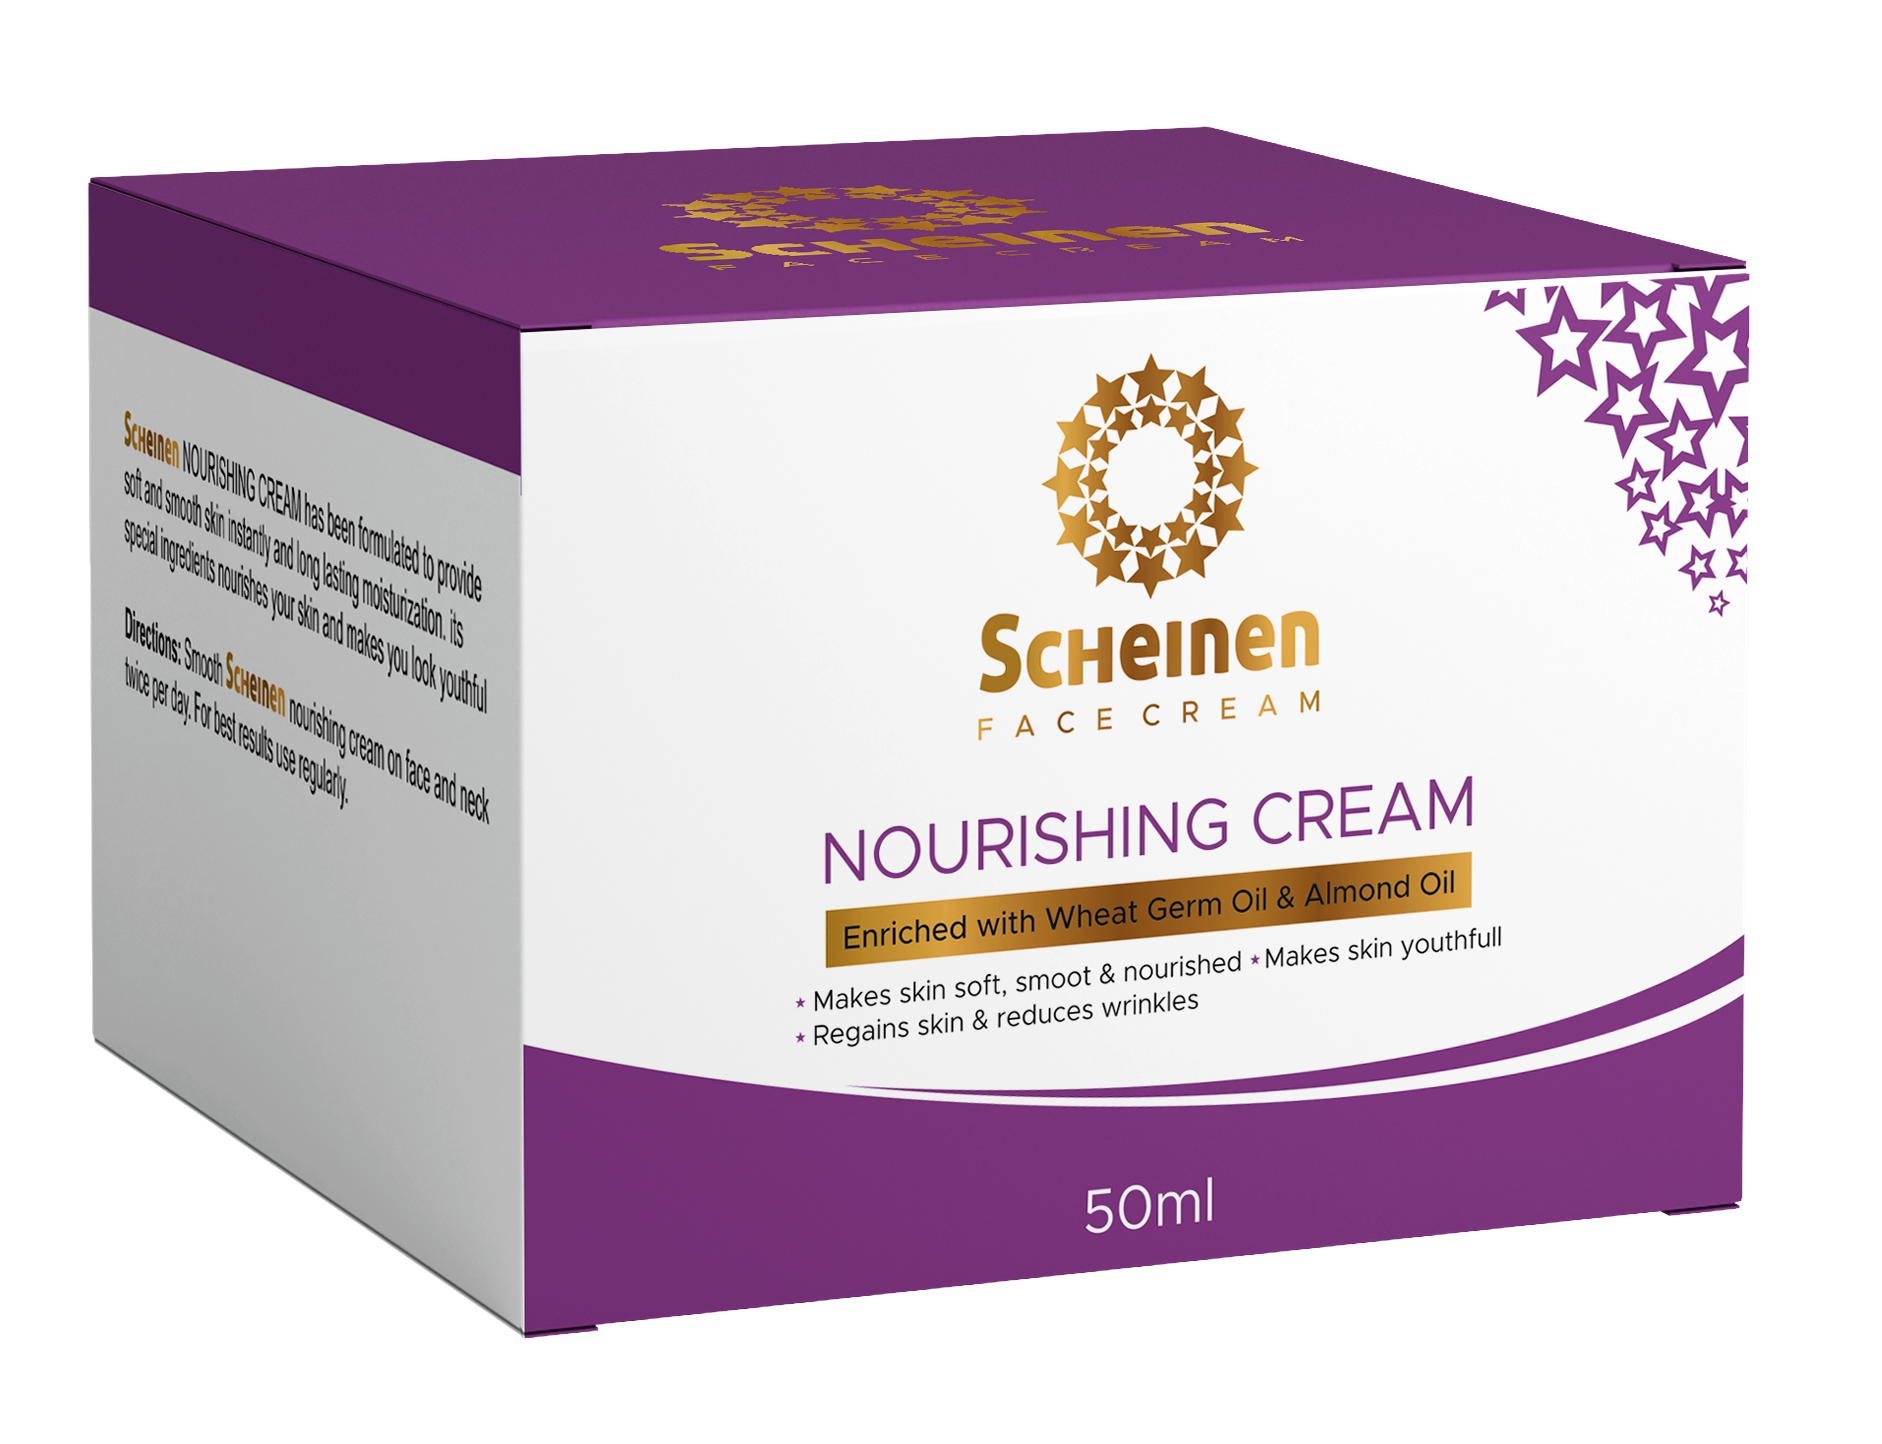 Scheinen
FACE CREAM
Scheinen NOURISHING CREAM has been formulated to provide
soft and smooth skin instantly and long lasting moisturization. its
special ingredients nourishes your skin and makes you look youthful
Directions: Smooth Scheinen nourishing cream on face and neck
twice per day. For best results use regularly.
Scheinen
FACE CREAM
NOURISHING CREAM
Enriched with Wheat Germ Oil & Almond Oil
★ Makes skin soft, smoot & nourished ★ Makes skin youthfull
★ Regains skin & reduces wrinkles
50ml